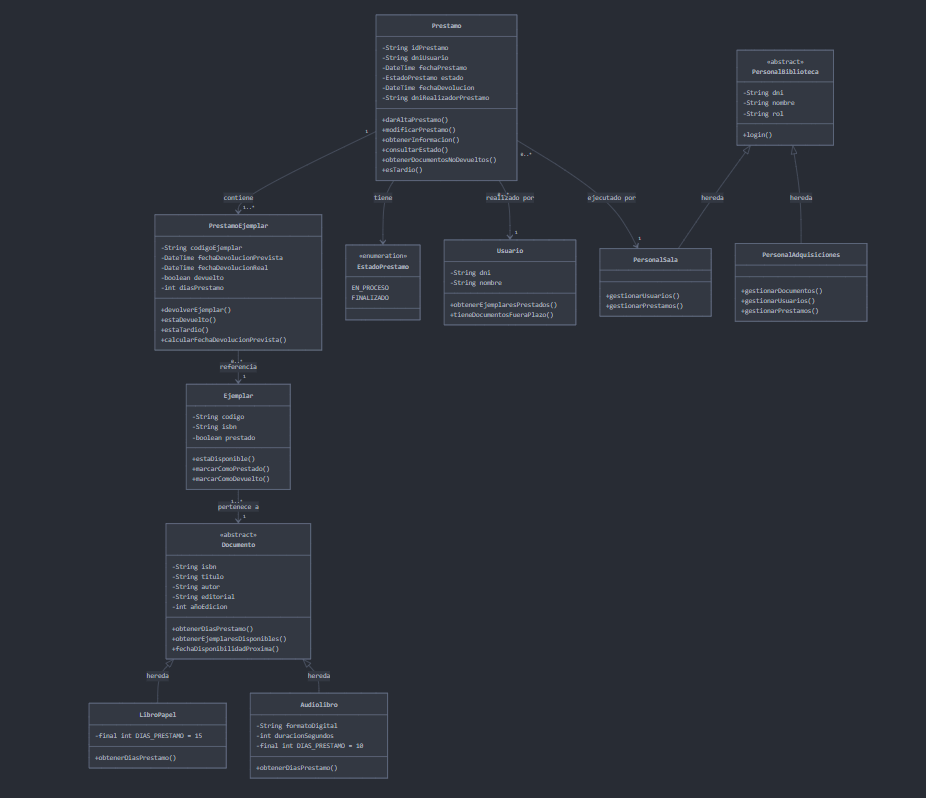 Prestamo
-String idPrestamo
-String dniUsuario
-DateTime fechaPrestamo
-EstadoPrestamo estado
-DateTime fechaDevolucion
-String dniRealizadorPrestamo
+darAltaPrestamo()
+modificarPrestamo()
+obtenerInformacion()
+consultarEstado()
+obtenerDocumentosNoDevueltos()
+esTardio()
«abstract»
PersonalBiblioteca
-String dni
-String nombre
-String rol
+login()
1
0..*
contiene
1..*
tiene
realizado por
1
ejecutado por
1
hereda
hereda
PrestamoEjemplar
-String codigoEjemplar
-DateTime fechaDevolucionPrevista
-DateTime fechaDevolucionReal
-boolean devuelto
-int diasPrestamo
+devolverEjemplar()
+estaDevuelto()
+estaTardio()
+calcularFechaDevolucionPrevista()
«enumeration»
EstadoPrestamo
EN_PROCESO
FINALIZADO
Usuario
-String dni
-String nombre
+obtenerEjemplaresPrestados()
+tieneDocumentosFueraPlazo()
PersonalSala
+gestionarUsuarios()
+gestionarPrestamos()
PersonalAdquisiciones
+gestionarDocumentos()
+gestionarUsuarios()
+gestionarPrestamos()
referencia
1
Ejemplar
-String codigo
-String isbn
-boolean prestado
+estaDisponible()
+marcarComoPrestado()
+marcarComoDevuelto()
pertenece a
1
«abstract»
Documento
-String isbn
-String titulo
-String autor
-String editorial
-int añoEdicion
+obtenerDiasPrestamo()
+obtenerEjemplaresDisponibles()
+fechaDisponibilidadProxima()
hereda
hereda
LibroPapel
-final int DIAS_PRESTAMO = 15
+obtenerDiasPrestamo()
Audiolibro
-String formatoDigital
-int duracionSegundos
-final int DIAS_PRESTAMO = 10
+obtenerDiasPrestamo()